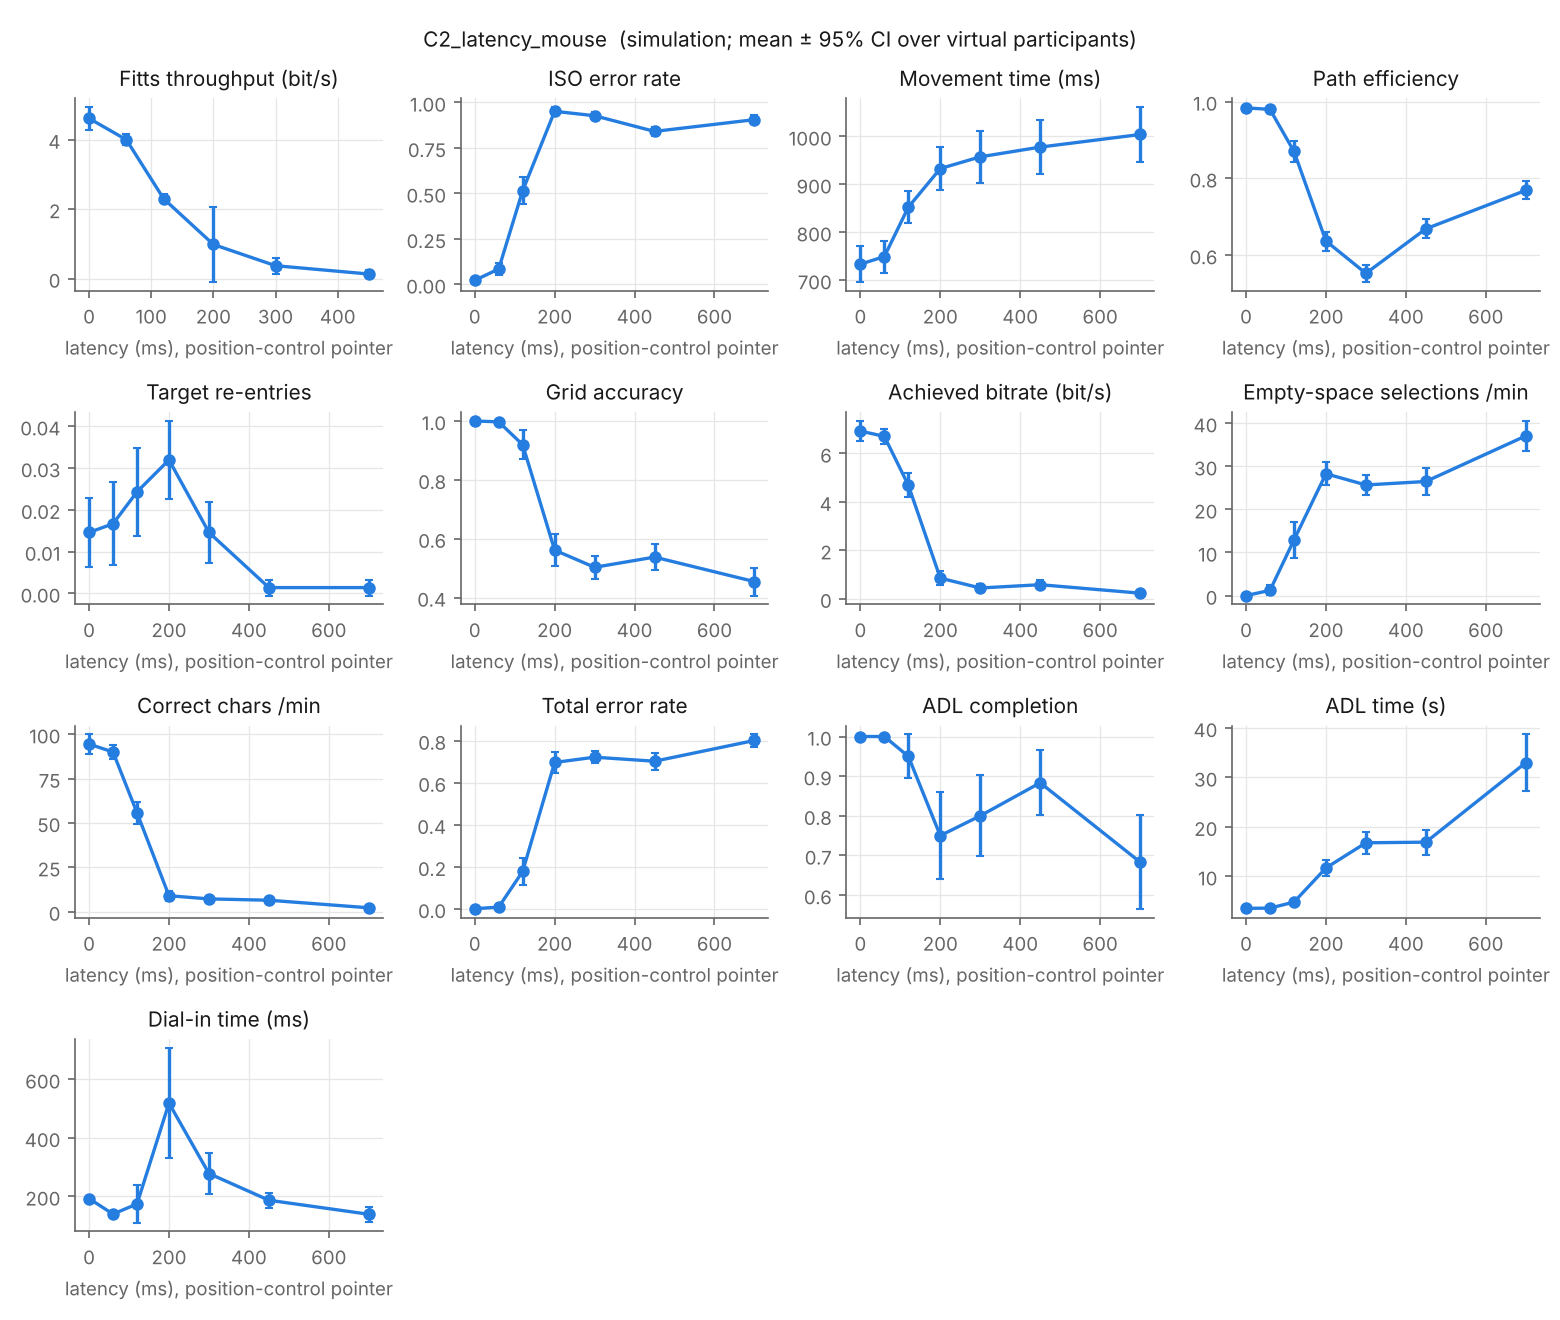 C2_latency_mouse  (simulation; mean ± 95% CI over virtual participants)
Fitts throughput (bit/s)
4
2
0
0 100 200 300 400
latency (ms), position-control pointer
ISO error rate
1.00
0.75
0.50
0.25
0.00
0 200 400 600
latency (ms), position-control pointer
Movement time (ms)
1000
900
800
700
0 200 400 600
latency (ms), position-control pointer
Path efficiency
1.0
0.8
0.6
0 200 400 600
latency (ms), position-control pointer
Target re-entries
0.04
0.03
0.02
0.01
0.00
0 200 400 600
latency (ms), position-control pointer
Grid accuracy
1.0
0.8
0.6
0.4
0 200 400 600
latency (ms), position-control pointer
Achieved bitrate (bit/s)
6
4
2
0
0 200 400 600
latency (ms), position-control pointer
Empty-space selections /min
40
30
20
10
0
0 200 400 600
latency (ms), position-control pointer
Correct chars /min
100
75
50
25
0
0 200 400 600
latency (ms), position-control pointer
Total error rate
0.8
0.6
0.4
0.2
0.0
0 200 400 600
latency (ms), position-control pointer
ADL completion
1.0
0.9
0.8
0.7
0.6
0 200 400 600
latency (ms), position-control pointer
ADL time (s)
40
30
20
10
0 200 400 600
latency (ms), position-control pointer
Dial-in time (ms)
600
400
200
0 200 400 600
latency (ms), position-control pointer